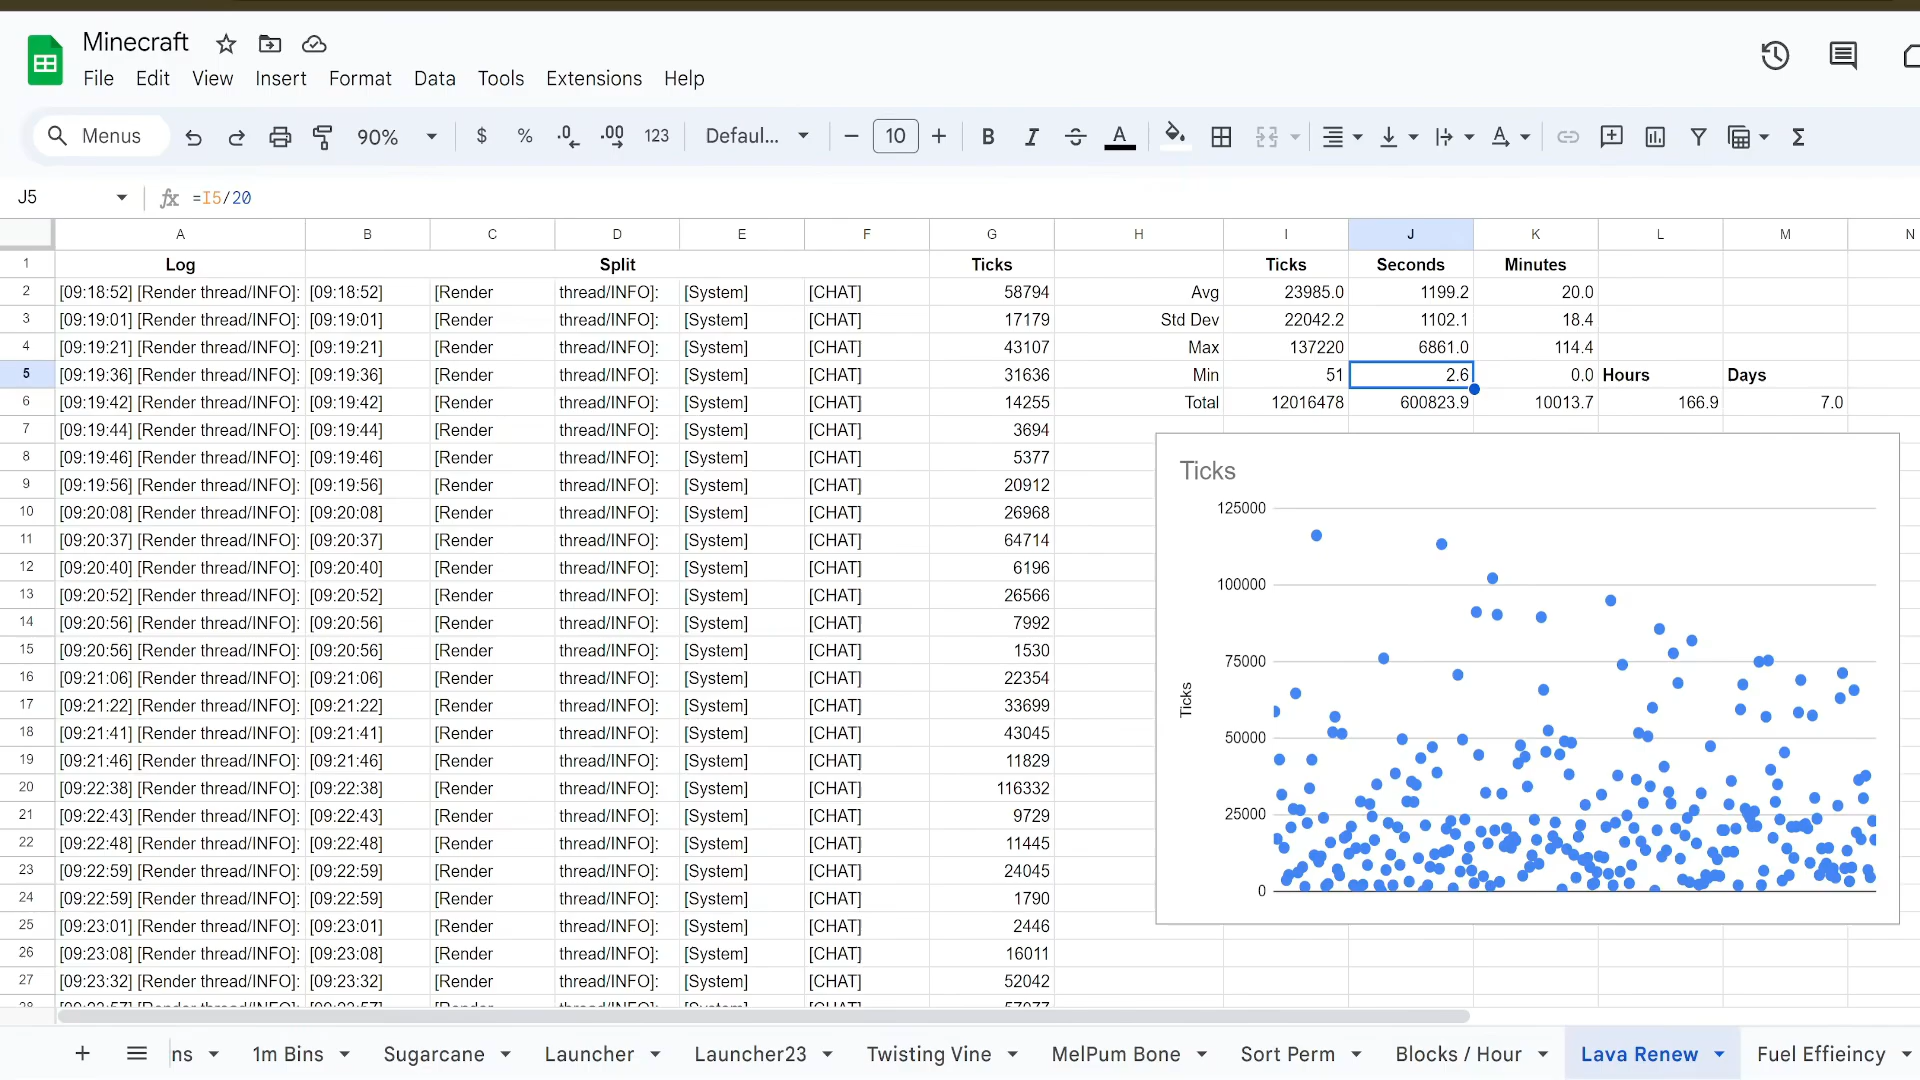 Minecraft
File Edit View Insert Format Data Tools Extensions Help
Menus 90% $ % .0 .00 123 Defaul... 10 B I A A Σ
J5 fx =I5/20
A B C D E F G H I J K L M N
1 Log Split Ticks Ticks Seconds Minutes
2 [09:18:52] [Render thread/INFO]: [09:18:52] [Render thread/INFO]: [System] [CHAT] 58794 Avg 23985.0 1199.2 20.0
3 [09:19:01] [Render thread/INFO]: [09:19:01] [Render thread/INFO]: [System] [CHAT] 17179 Std Dev 22042.2 1102.1 18.4
4 [09:19:21] [Render thread/INFO]: [09:19:21] [Render thread/INFO]: [System] [CHAT] 43107 Max 137220 6861.0 114.4
5 [09:19:36] [Render thread/INFO]: [09:19:36] [Render thread/INFO]: [System] [CHAT] 31636 Min 51 2.6 0.0 Hours Days
6 [09:19:42] [Render thread/INFO]: [09:19:42] [Render thread/INFO]: [System] [CHAT] 14255 Total 12016478 600823.9 10013.7 166.9 7.0
7 [09:19:44] [Render thread/INFO]: [09:19:44] [Render thread/INFO]: [System] [CHAT] 3694
8 [09:19:46] [Render thread/INFO]: [09:19:46] [Render thread/INFO]: [System] [CHAT] 5377
9 [09:19:56] [Render thread/INFO]: [09:19:56] [Render thread/INFO]: [System] [CHAT] 20912
10 [09:20:08] [Render thread/INFO]: [09:20:08] [Render thread/INFO]: [System] [CHAT] 26968
11 [09:20:37] [Render thread/INFO]: [09:20:37] [Render thread/INFO]: [System] [CHAT] 64714
12 [09:20:40] [Render thread/INFO]: [09:20:40] [Render thread/INFO]: [System] [CHAT] 6196
13 [09:20:52] [Render thread/INFO]: [09:20:52] [Render thread/INFO]: [System] [CHAT] 26566
14 [09:20:56] [Render thread/INFO]: [09:20:56] [Render thread/INFO]: [System] [CHAT] 7992
15 [09:20:56] [Render thread/INFO]: [09:20:56] [Render thread/INFO]: [System] [CHAT] 1530
16 [09:21:06] [Render thread/INFO]: [09:21:06] [Render thread/INFO]: [System] [CHAT] 22354
17 [09:21:22] [Render thread/INFO]: [09:21:22] [Render thread/INFO]: [System] [CHAT] 33699
18 [09:21:41] [Render thread/INFO]: [09:21:41] [Render thread/INFO]: [System] [CHAT] 43045
19 [09:21:46] [Render thread/INFO]: [09:21:46] [Render thread/INFO]: [System] [CHAT] 11829
20 [09:22:38] [Render thread/INFO]: [09:22:38] [Render thread/INFO]: [System] [CHAT] 116332
21 [09:22:43] [Render thread/INFO]: [09:22:43] [Render thread/INFO]: [System] [CHAT] 9729
22 [09:22:48] [Render thread/INFO]: [09:22:48] [Render thread/INFO]: [System] [CHAT] 11445
23 [09:22:59] [Render thread/INFO]: [09:22:59] [Render thread/INFO]: [System] [CHAT] 24045
24 [09:22:59] [Render thread/INFO]: [09:22:59] [Render thread/INFO]: [System] [CHAT] 1790
25 [09:23:01] [Render thread/INFO]: [09:23:01] [Render thread/INFO]: [System] [CHAT] 2446
26 [09:23:08] [Render thread/INFO]: [09:23:08] [Render thread/INFO]: [System] [CHAT] 16011
27 [09:23:32] [Render thread/INFO]: [09:23:32] [Render thread/INFO]: [System] [CHAT] 52042
Ticks
125000
100000
75000
50000
25000
0
Ticks
ns 1m Bins Sugarcane Launcher Launcher23 Twisting Vine MelPum Bone Sort Perm Blocks / Hour Lava Renew Fuel Effieincy